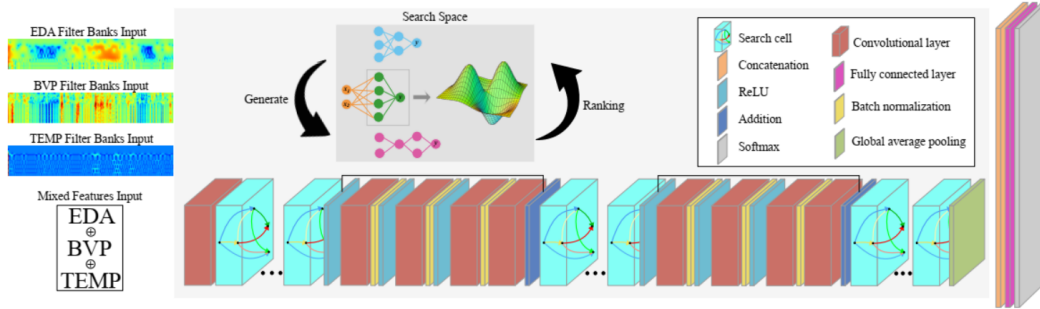 EDA Filter Banks Input
BVP Filter Banks Input
TEMP Filter Banks Input
Mixed Features Input
EDA
⊕
BVP
⊕
TEMP
Search Space
Generate
Ranking
Search cell
Concatenation
ReLU
Addition
Softmax
Convolutional layer
Fully connected layer
Batch normalization
Global average pooling